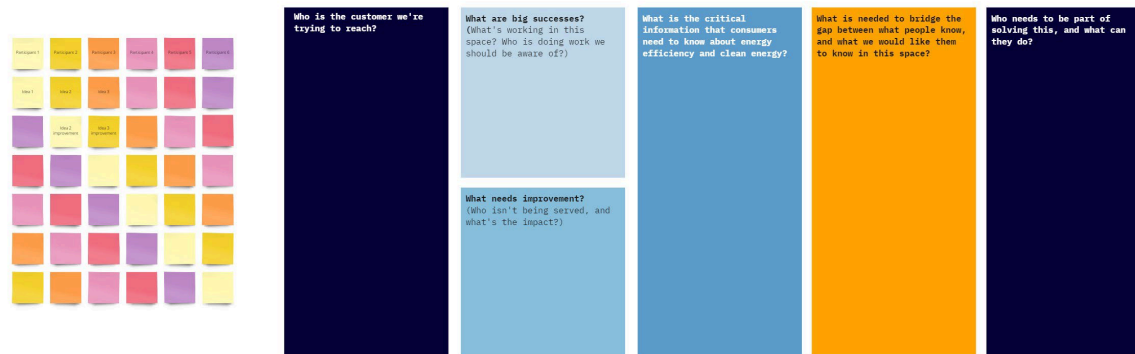 Participant 1
Participant 2
Participant 3
Participant 4
Participant 5
Participant 6
Idea 1
Idea 2
Idea 3
Idea 2
improvement
Idea 3
improvement
Who is the customer we're
trying to reach?
What are big successes?
(What's working in this
space? Who is doing work we
should be aware of?)
What needs improvement?
(Who isn't being served, and
what's the impact?)
What is the critical
information that consumers
need to know about energy
efficiency and clean energy?
What is needed to bridge the
gap between what people know,
and what we would like them
to know in this space?
Who needs to be part of
solving this, and what can
they do?